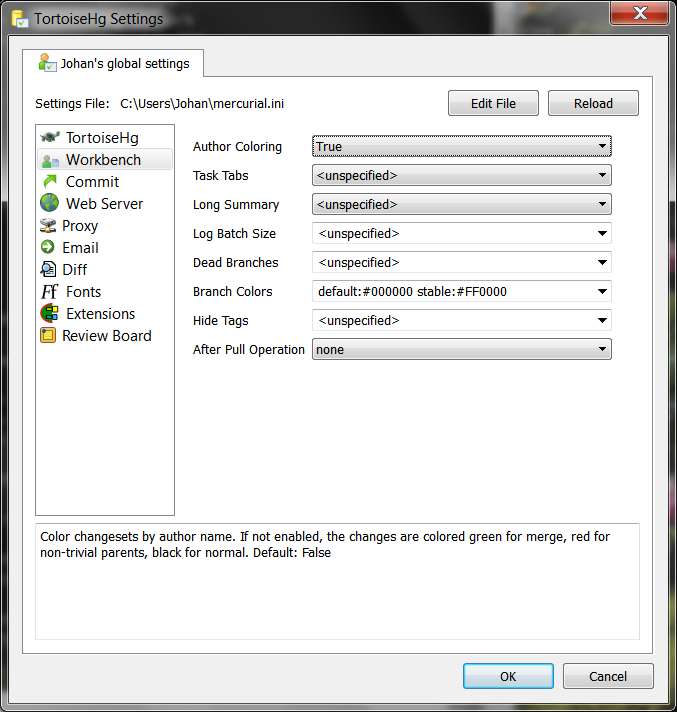 TortoiseHg Settings
Johan's global settings
Settings File: C:\Users\Johan\mercurial.ini
Edit File
Reload
TortoiseHg
Workbench
Commit
Web Server
Proxy
Email
Diff
Ff Fonts
Extensions
Review Board
Author Coloring True
Task Tabs <unspecified>
Long Summary <unspecified>
Log Batch Size <unspecified>
Dead Branches <unspecified>
Branch Colors default:#000000 stable:#FF0000
Hide Tags <unspecified>
After Pull Operation none
Color changesets by author name. If not enabled, the changes are colored green for merge, red for
non-trivial parents, black for normal. Default: False
OK
Cancel